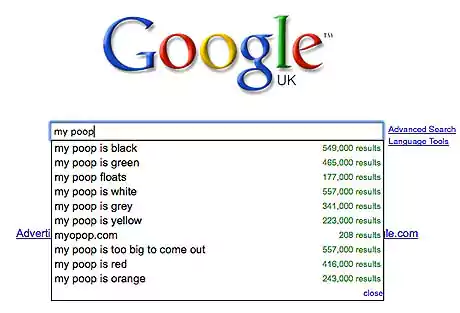 Google™
UK
my poop
Advanced Search
Language Tools
my poop is black 549,000 results
my poop is green 465,000 results
my poop floats 177,000 results
my poop is white 557,000 results
my poop is grey 341,000 results
my poop is yellow 223,000 results
Adverti
myopop.com 208 results
le.com
my poop is too big to come out 557,000 results
my poop is red 416,000 results
my poop is orange 243,000 results
close